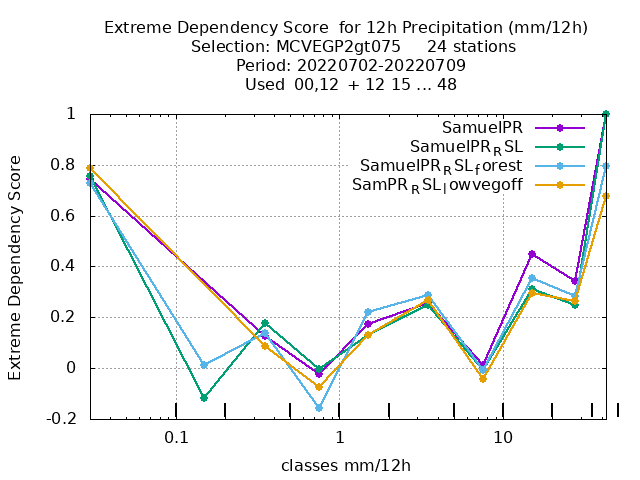 Extreme Dependency Score  for 12h Precipitation (mm/12h)
Selection: MCVEGP2gt075     24 stations
Period: 20220702-20220709
Used  00,12  + 12 15 ... 48
SamuelPR
SamuelPR_RSL
SamuelPR_RSL_forest
SamPR_RSL_lowvegoff
Extreme Dependency Score
1
0.8
0.6
0.4
0.2
0
-0.2
0.1
1
10
classes mm/12h